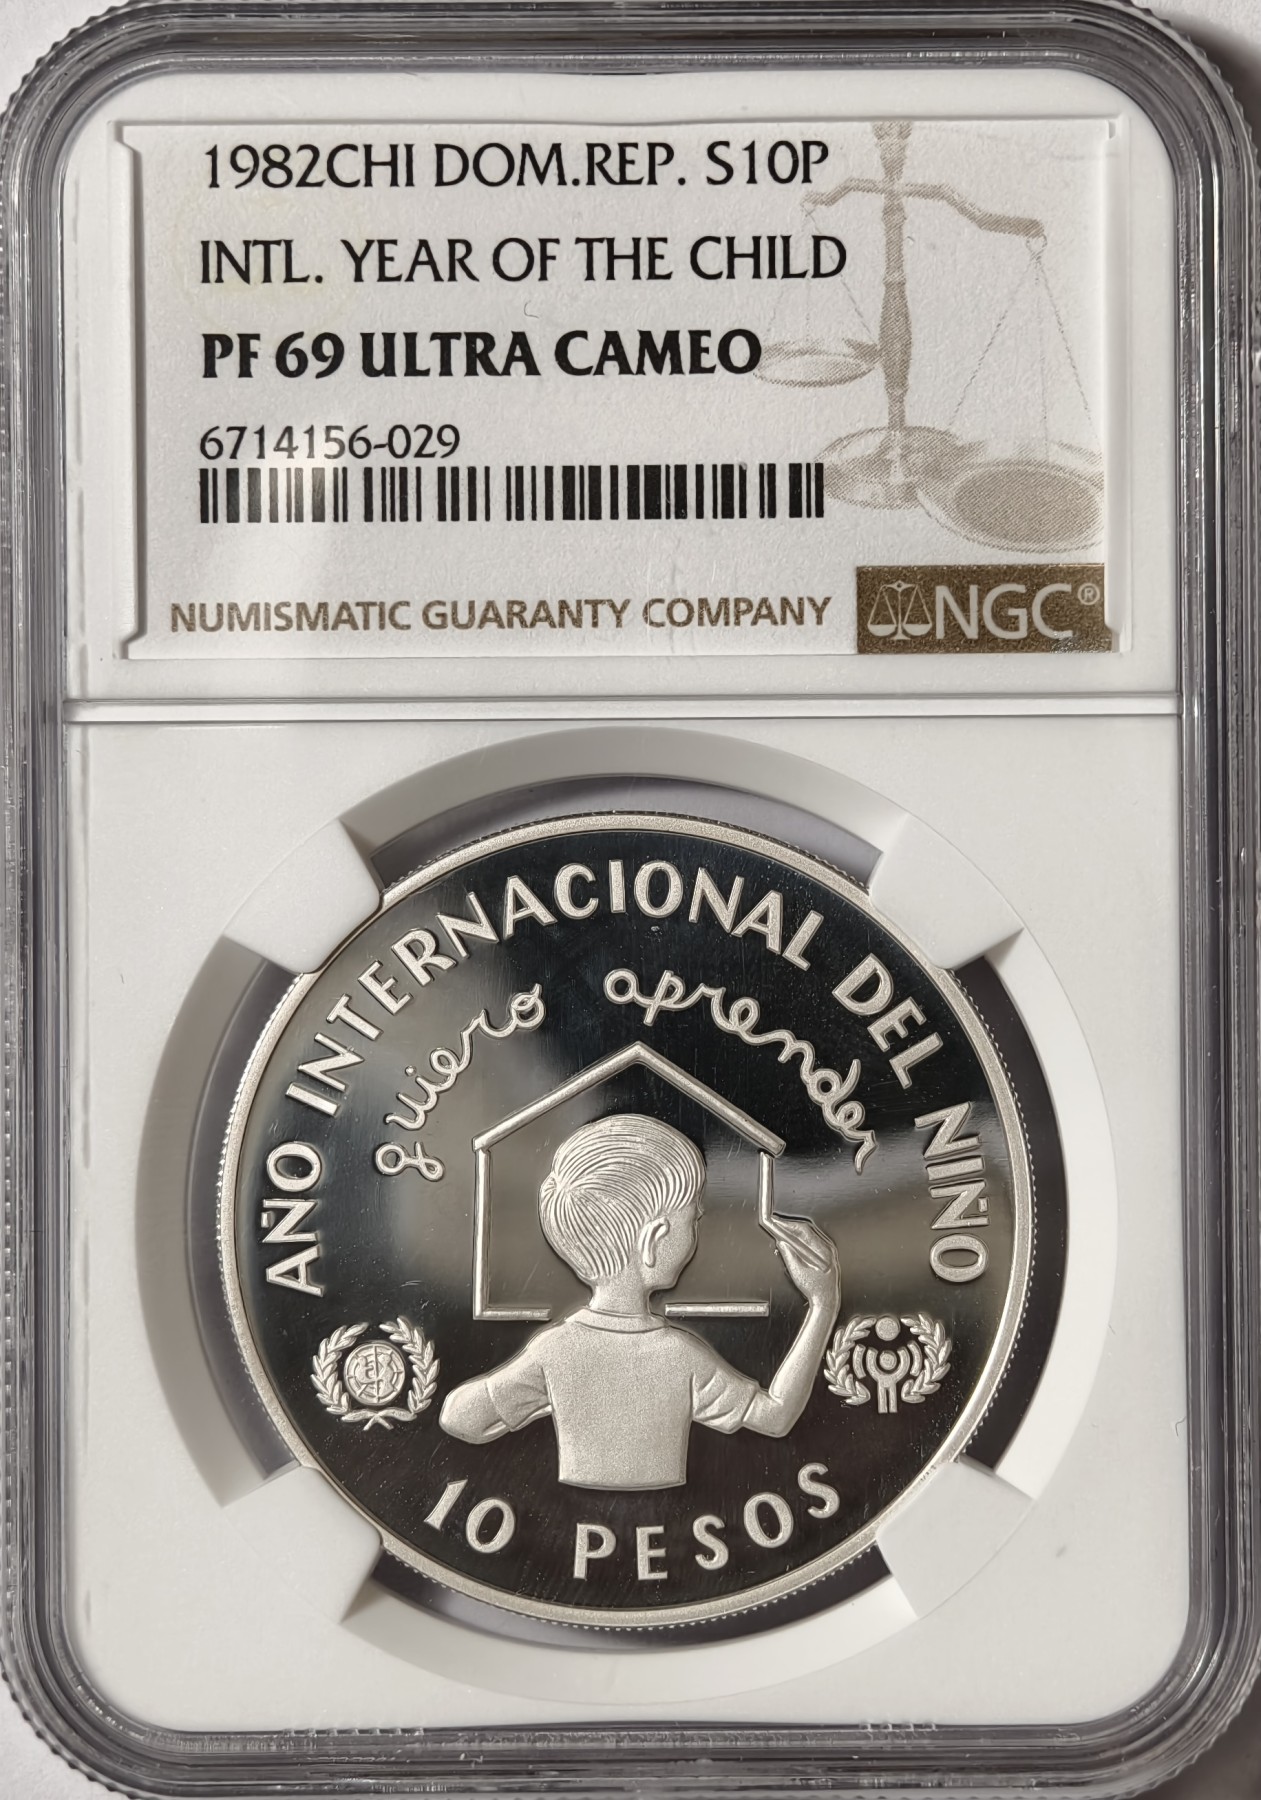 1982CHI DOM.REP. S10P
INTL. YEAR OF THE CHILD
PF 69 ULTRA CAMEO
6714156-029
NUMISMATIC GUARANTY COMPANY
NGC®
AÑO INTERNACIONAL DEL NIÑO
quiero aprender
10 PESOS